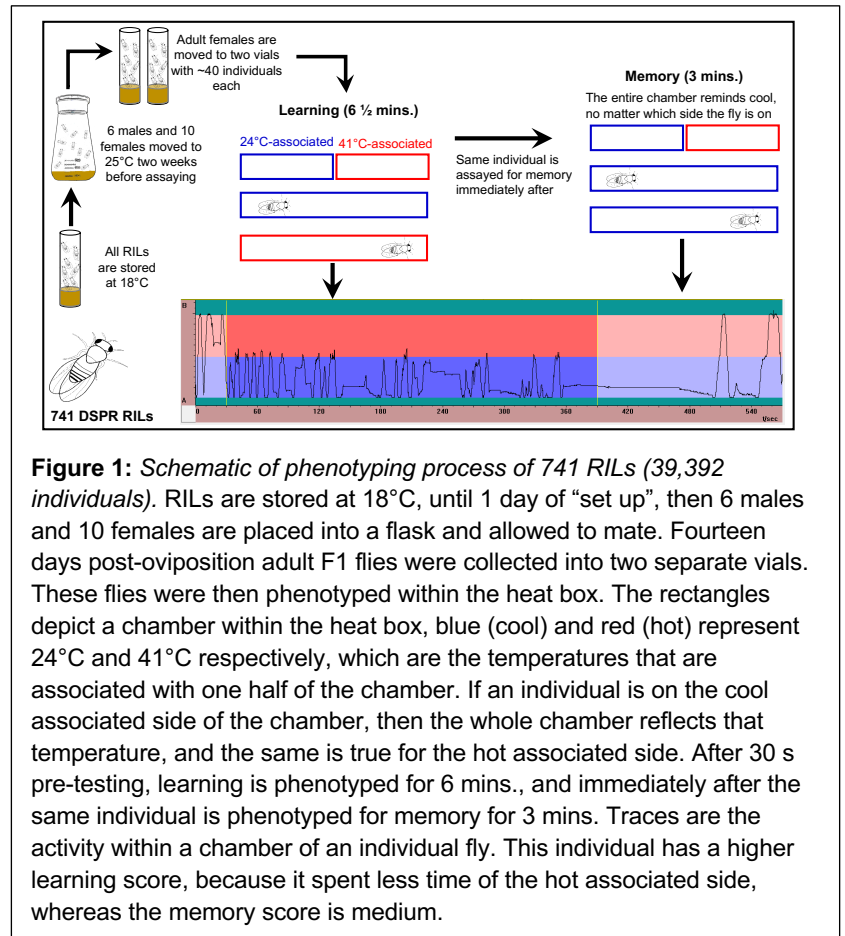 Adult females are
moved to two vials
with ~40 individuals
each
Learning (6 ½ mins.)
Memory (3 mins.)
The entire chamber reminds cool,
no matter which side the fly is on
6 males and 10
females moved to
25°C two weeks
before assaying
24°C-associated
41°C-associated
Same individual is
assayed for memory
immediately after
All RILs
are stored
at 18°C
741 DSPR RILs
B
A
0
60
120
180
240
300
360
420
480
540
t/sec
Figure 1: Schematic of phenotyping process of 741 RILs (39,392
individuals). RILs are stored at 18°C, until 1 day of “set up”, then 6 males
and 10 females are placed into a flask and allowed to mate. Fourteen
days post-oviposition adult F1 flies were collected into two separate vials.
These flies were then phenotyped within the heat box. The rectangles
depict a chamber within the heat box, blue (cool) and red (hot) represent
24°C and 41°C respectively, which are the temperatures that are
associated with one half of the chamber. If an individual is on the cool
associated side of the chamber, then the whole chamber reflects that
temperature, and the same is true for the hot associated side. After 30 s
pre-testing, learning is phenotyped for 6 mins., and immediately after the
same individual is phenotyped for memory for 3 mins. Traces are the
activity within a chamber of an individual fly. This individual has a higher
learning score, because it spent less time of the hot associated side,
whereas the memory score is medium.